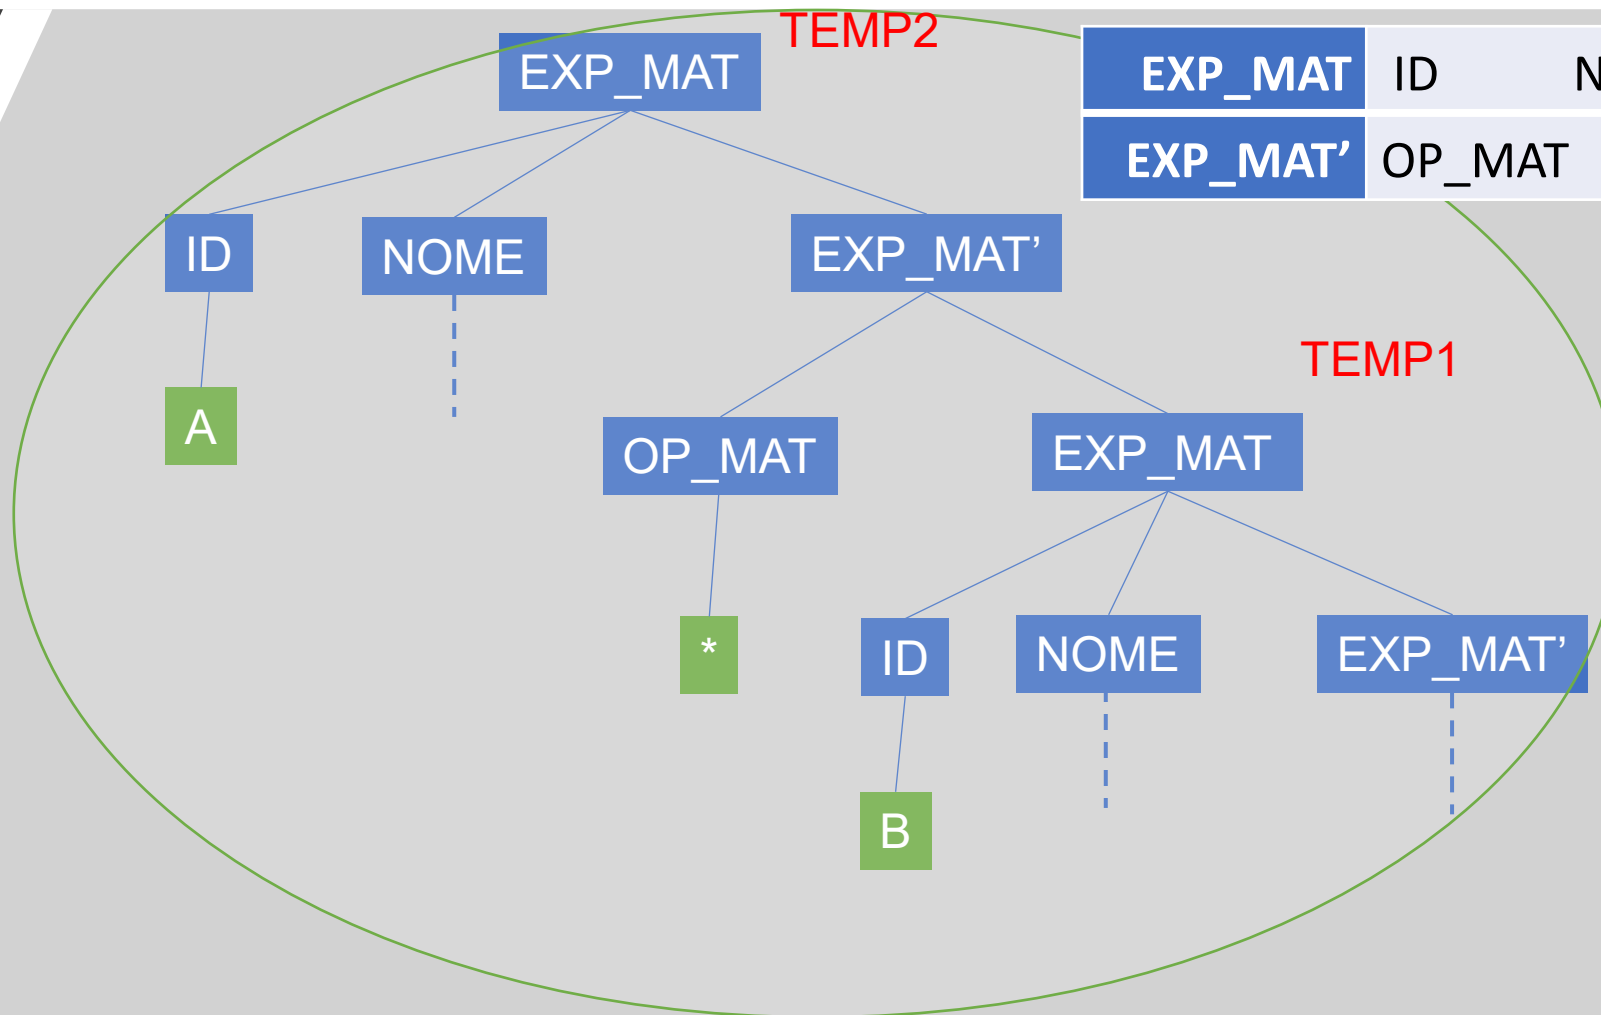 TEMP2
EXP_MAT
EXP_MAT ID
EXP_MAT’ OP_MAT
ID NOME EXP_MAT’
TEMP1
A
OP_MAT EXP_MAT
* ID NOME EXP_MAT’
B